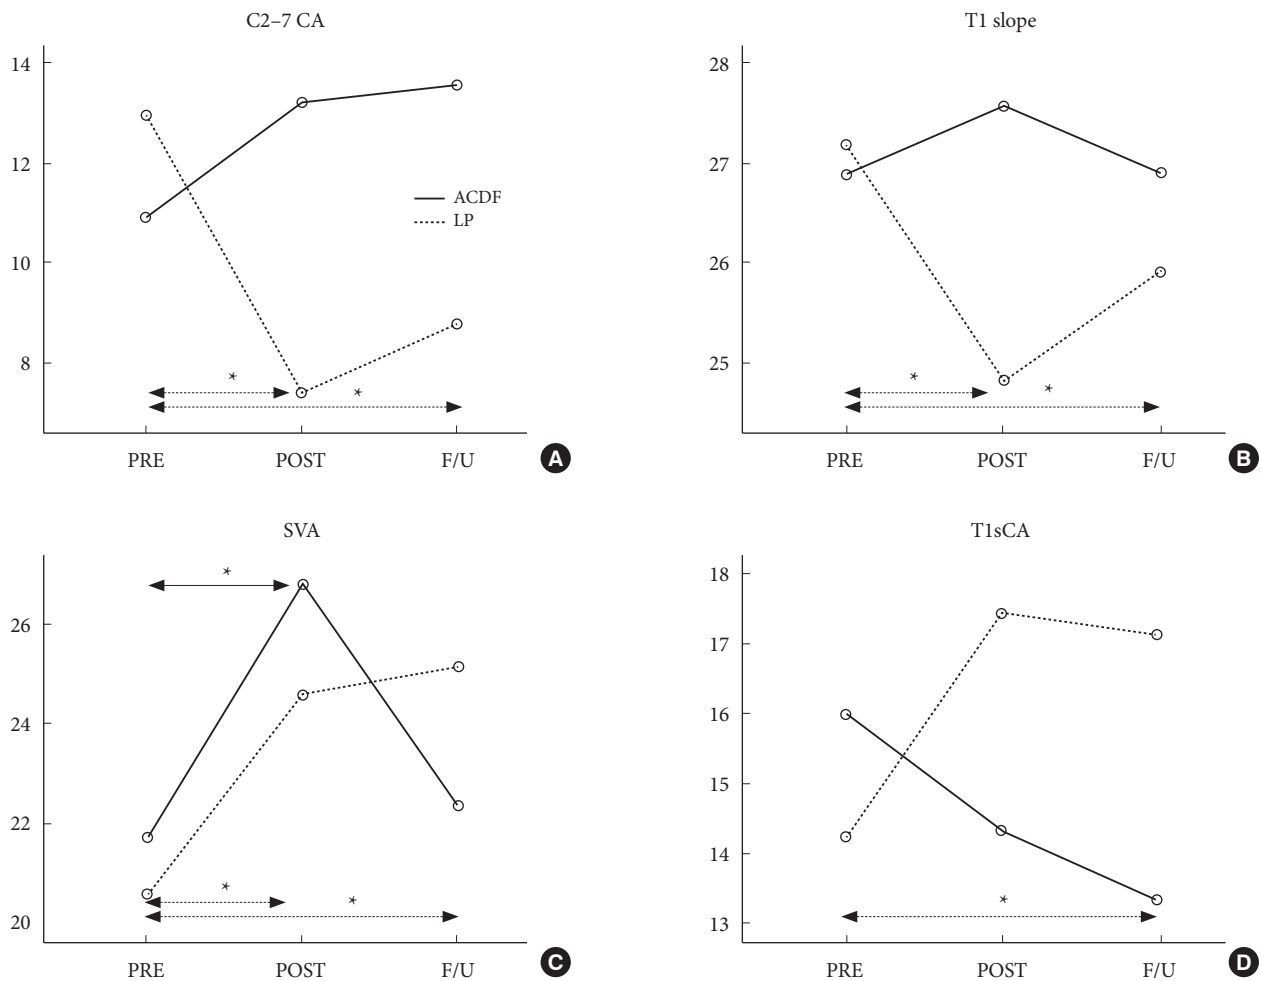 C2–7 CA
14
12
10
8
ACDF
LP
*
*
PRE POST F/U
A
T1 slope
28
27
26
25
*
*
PRE POST F/U
B
SVA
26
24
22
20
*
*
*
PRE POST F/U
C
T1sCA
18
17
16
15
14
13
*
PRE POST F/U
D